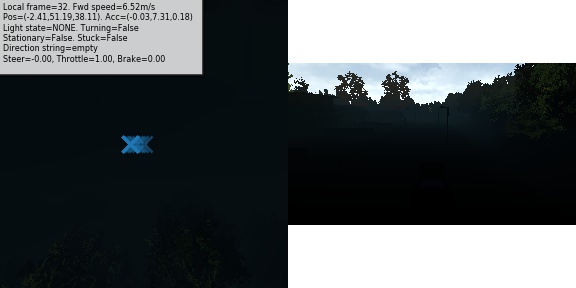 Local frame=32. Fwd speed=6.52m/s
Pos=(-2.41,51.19,38.11). Acc=(-0.03,7.31,0.18)
Light state=NONE. Turning=False
Stationary=False. Stuck=False
Direction string=empty
Steer=-0.00, Throttle=1.00, Brake=0.00